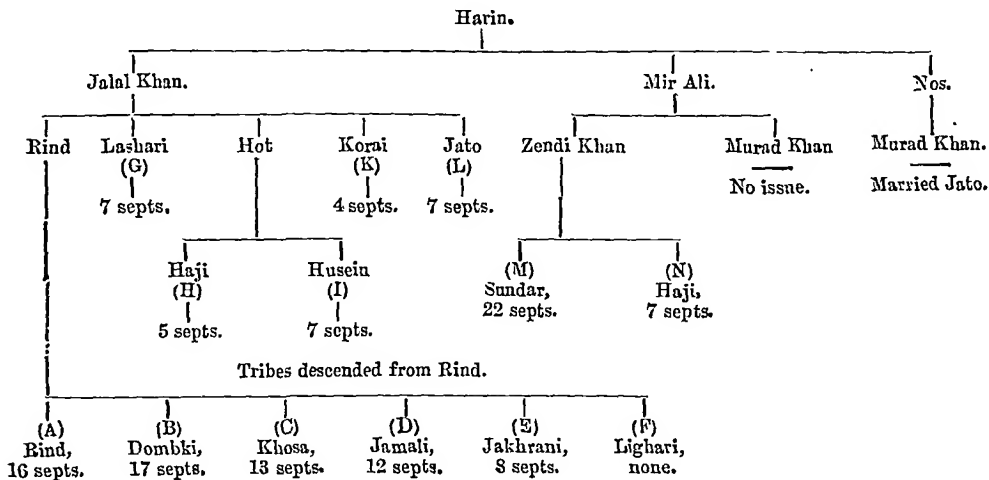 Harin.
Jalal Khan. Mir Ali. Nos.
Rind Lashari Hot Korai Jato Zendi Khan Murad Khan Murad Khan.
(G) (K) (L) No issue. Married Jato.
7 septs. 4 septs. 7 septs.
Haji Husein (M) (N)
(H) (I) Sundar, Haji,
22 septs. 7 septs.
5 septs. 7 septs.
Tribes descended from Rind.
(A) (B) (C) (D) (E) (F)
Rind, Dombki, Khosa, Jamali, Jakhrani, Lighari,
16 septs. 17 septs. 13 septs. 12 septs. 8 septs. none.